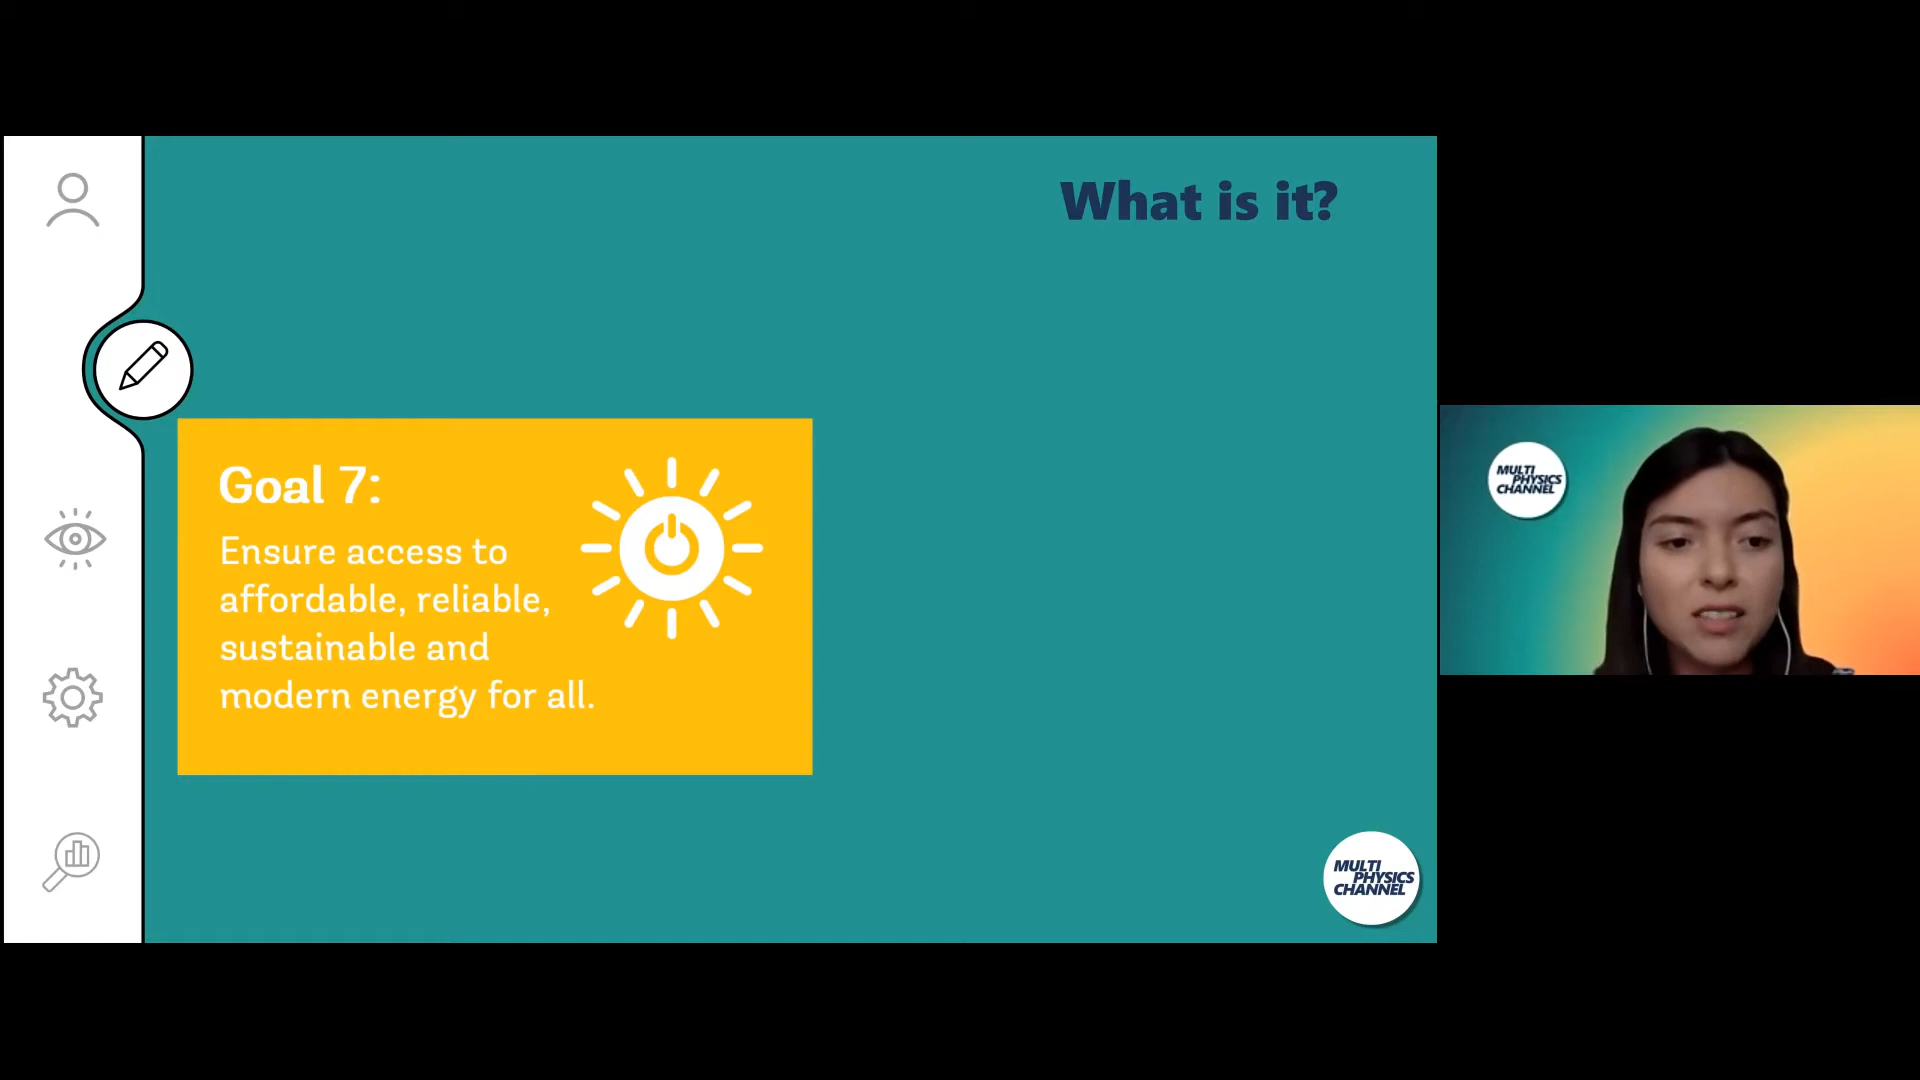 What is it?
Goal 7:
Ensure access to
affordable, reliable,
sustainable and
modern energy for all.
MULTI
PHYSICS
CHANNEL
MULTI
PHYSICS
CHANNEL